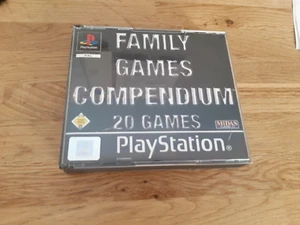 FAMILY
GAMES
COMPENDIUM
20 GAMES
PlayStation